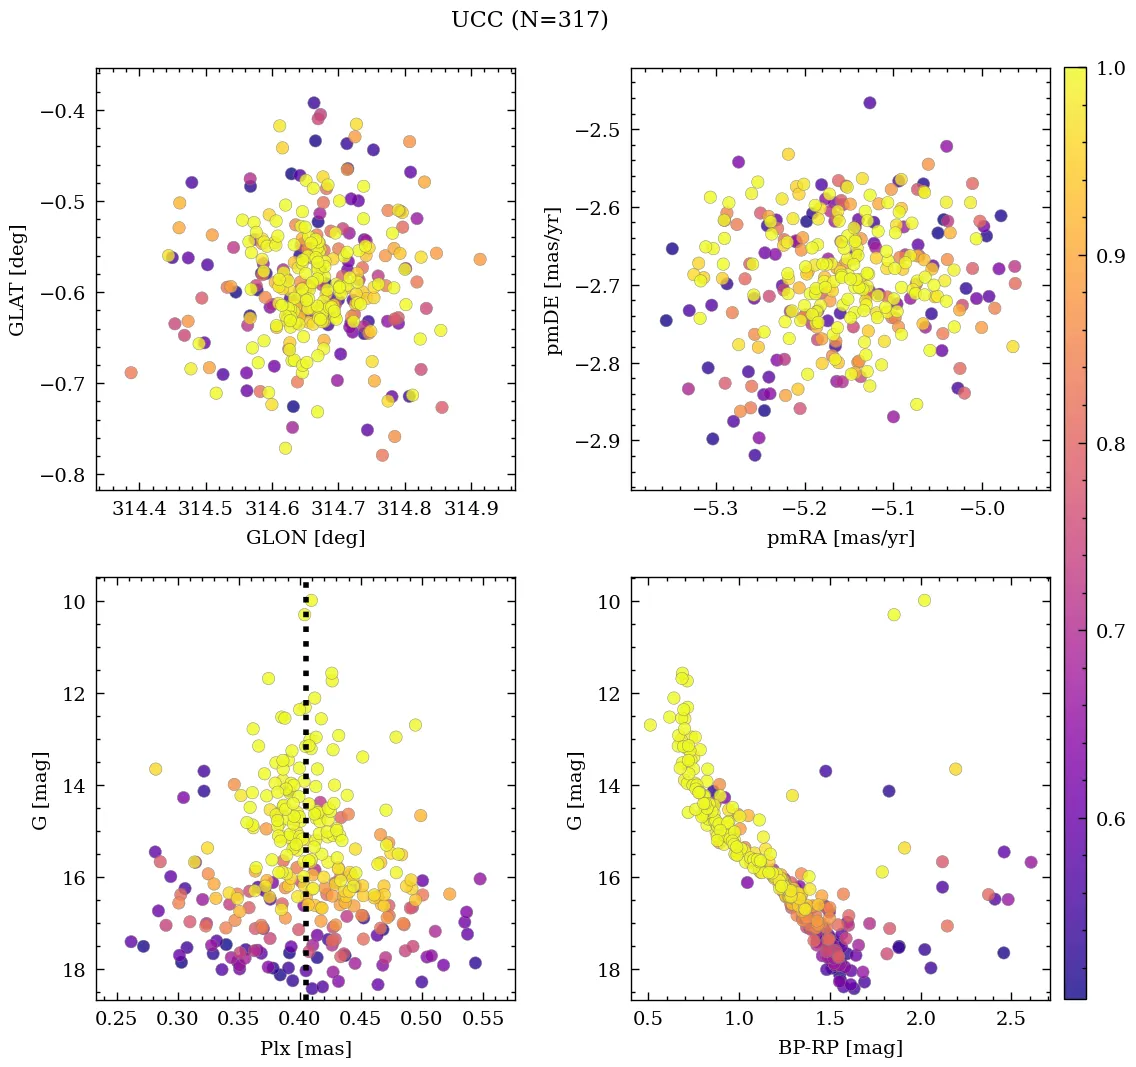 UCC (N=317)
−0.4
−0.5
−0.6
−0.7
−0.8
GLAT [deg]
314.4 314.5 314.6 314.7 314.8 314.9
GLON [deg]
−2.5
−2.6
−2.7
−2.8
−2.9
pmDE [mas/yr]
−5.3 −5.2 −5.1 −5.0
pmRA [mas/yr]
1.0
0.9
0.8
0.7
0.6
10
12
14
16
18
G [mag]
0.25 0.30 0.35 0.40 0.45 0.50 0.55
Plx [mas]
10
12
14
16
18
G [mag]
0.5 1.0 1.5 2.0 2.5
BP-RP [mag]